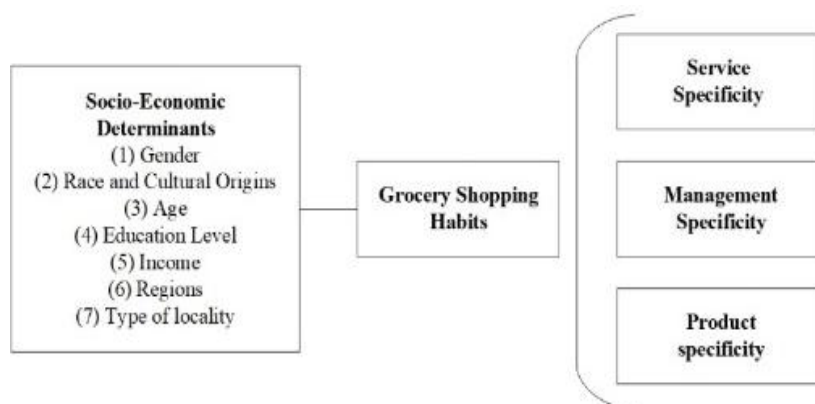 Socio-Economic
Determinants
(1) Gender
(2) Race and Cultural Origins
(3) Age
(4) Education Level
(5) Income
(6) Regions
(7) Type of locality
Grocery Shopping
Habits
Service
Specificity
Management
Specificity
Product
specificity